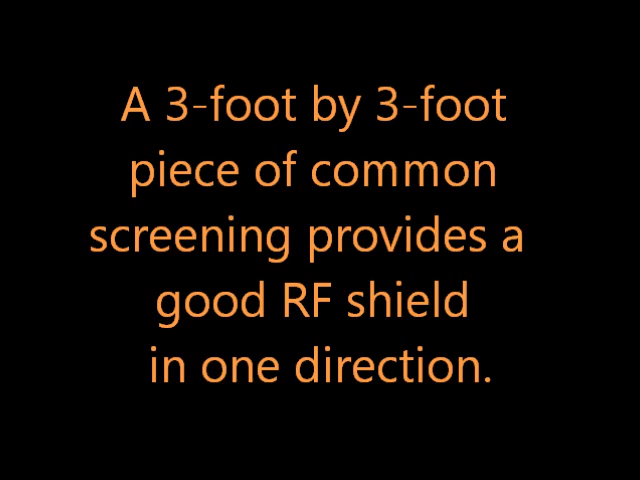 A 3-foot by 3-foot
piece of common
screening provides a
good RF shield
in one direction.